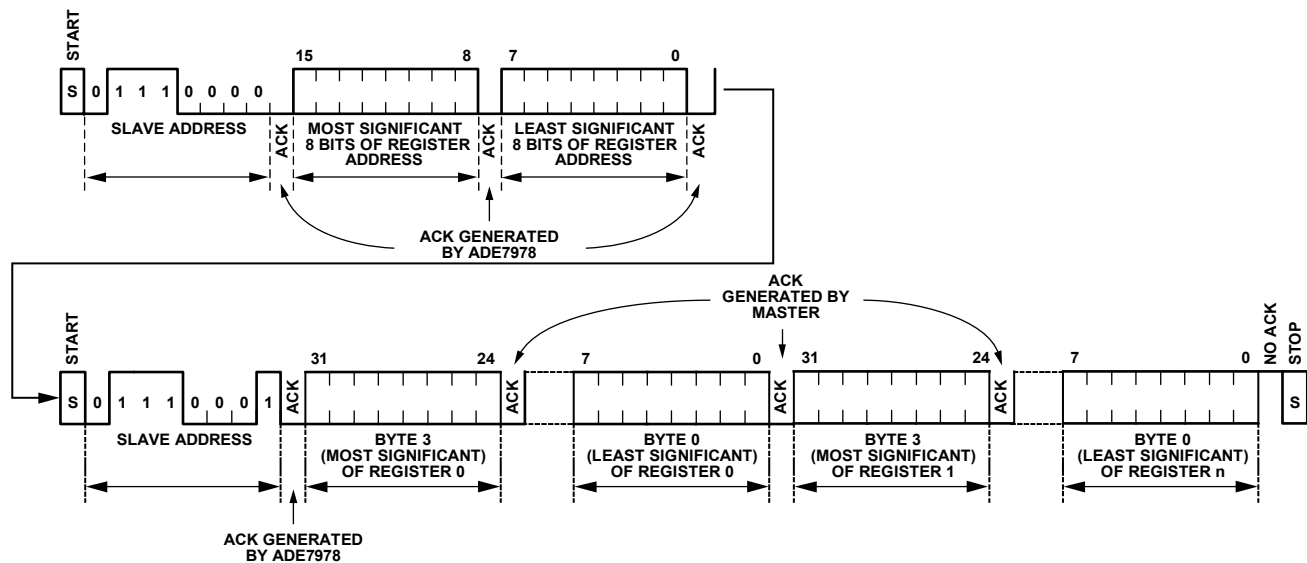 START
15 8 7 0
S 0 1 1 1 0 0 0 0
SLAVE ADDRESS
ACK
MOST SIGNIFICANT
8 BITS OF REGISTER
ADDRESS
ACK
LEAST SIGNIFICANT
8 BITS OF REGISTER
ADDRESS
ACK
ACK GENERATED
BY ADE7978
ACK
GENERATED BY
MASTER
START
31 24 7 0 31 24 7 0
NO ACK
STOP
S 0 1 1 1 0 0 0 1 ACK ACK ACK ACK S
SLAVE ADDRESS
BYTE 3
(MOST SIGNIFICANT)
OF REGISTER 0
BYTE 0
(LEAST SIGNIFICANT)
OF REGISTER 0
BYTE 3
(MOST SIGNIFICANT)
OF REGISTER 1
BYTE 0
(LEAST SIGNIFICANT)
OF REGISTER n
ACK GENERATED
BY ADE7978